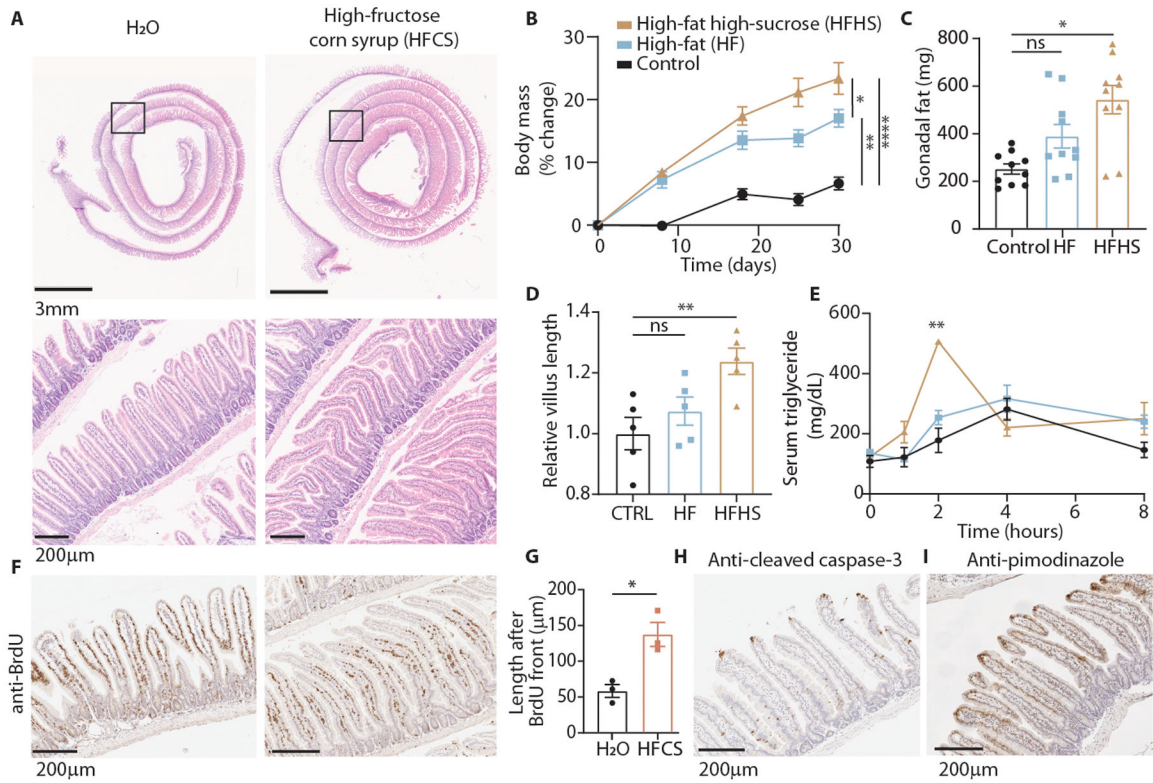 A
H2O
High-fructose
corn syrup (HFCS)
3mm
200μm
B
High-fat high-sucrose (HFHS)
High-fat (HF)
Control
Body mass
(% change)
30
20
10
0
*
**
****
0
10
20
30
Time (days)
C
*
ns
Gonadal fat (mg)
800
600
400
200
0
Control HF HFHS
D
**
ns
Relative villus length
1.4
1.2
1.0
0.8
CTRL HF HFHS
E
Serum triglyceride
(mg/dL)
600
400
200
0
**
0 2 4 6 8
Time (hours)
F
anti-BrdU
200μm
G
*
Length after
BrdU front (μm)
200
150
100
50
0
H2O HFCS
H Anti-cleaved caspase-3
200μm
I Anti-pimodinazole
200μm